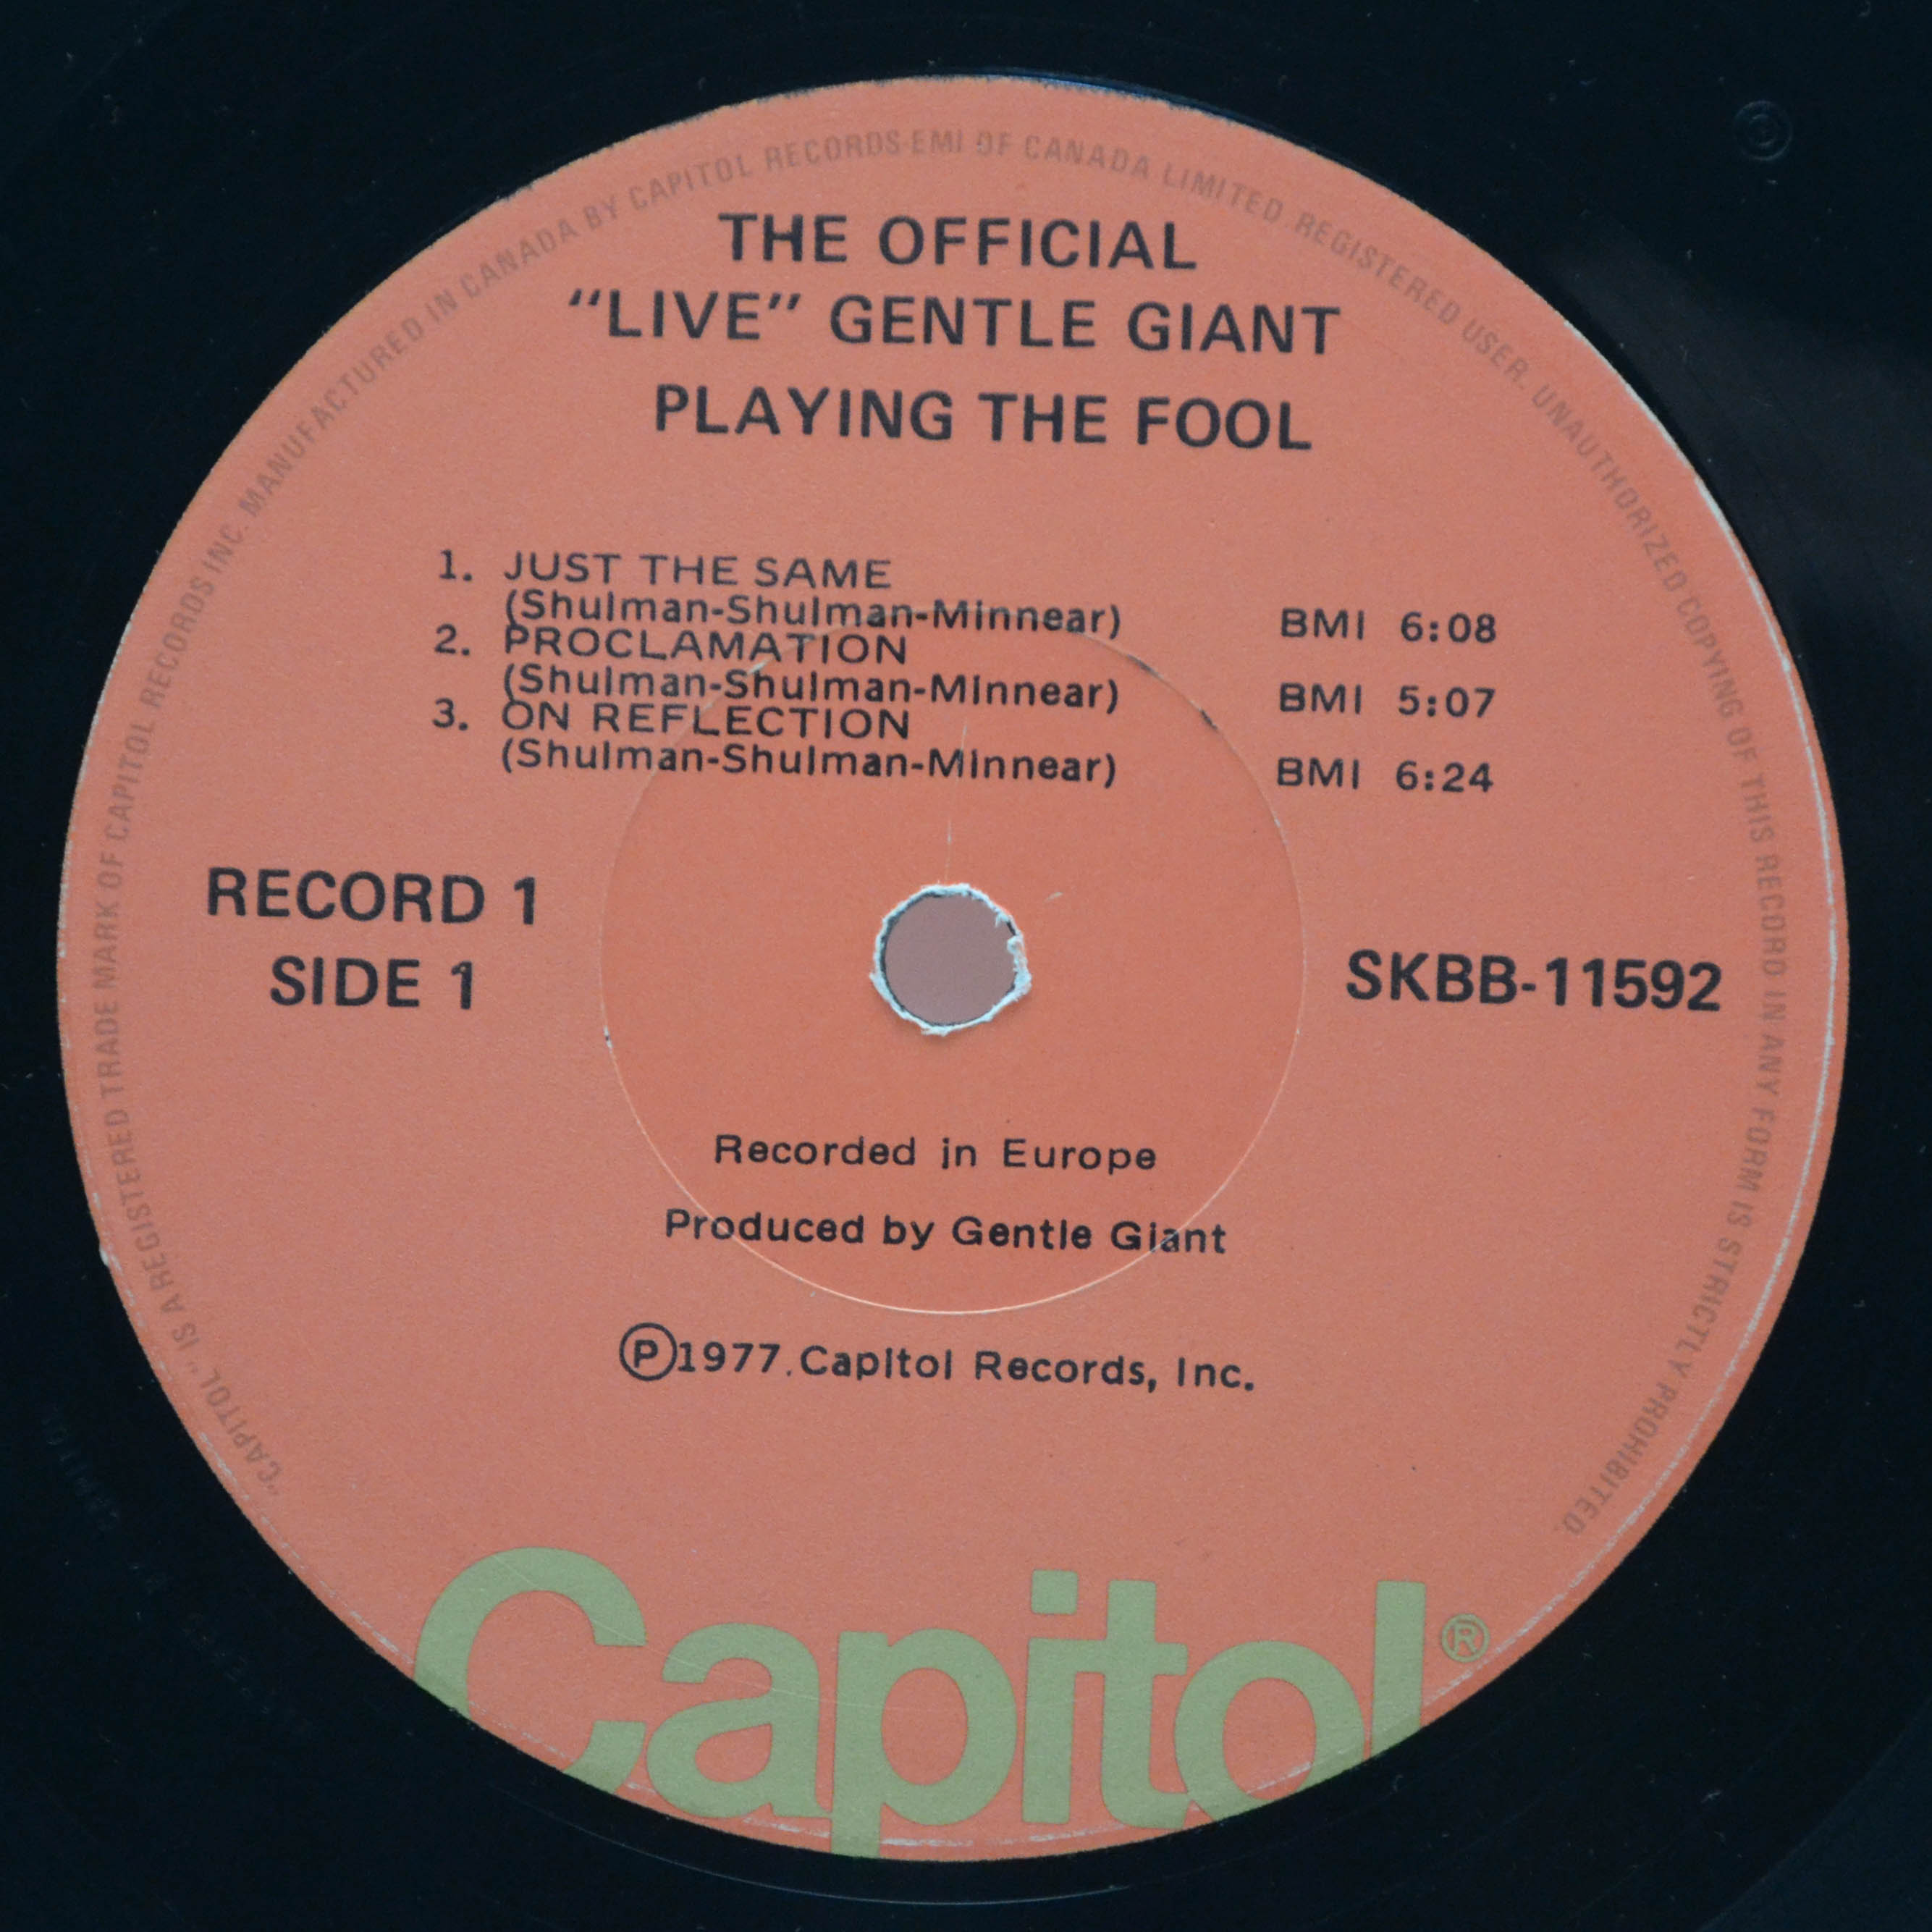 "CAPITOL" IS A REGISTERED TRADE MARK OF CAPITOL RECORDS INC. MANUFACTURED IN CANADA BY CAPITOL RECORDS-EMI OF CANADA LIMITED REGISTERED USER. UNAUTHORIZED COPYING OF THIS RECORD IN ANY FORM IS STRICTLY PROHIBITED.
THE OFFICIAL
"LIVE" GENTLE GIANT
PLAYING THE FOOL
1. JUST THE SAME
(Shulman-Shulman-Minnear) BMI 6:08
2. PROCLAMATION
(Shulman-Shulman-Minnear) BMI 5:07
3. ON REFLECTION
(Shulman-Shulman-Minnear) BMI 6:24
RECORD 1
SIDE 1
SKBB-11592
Recorded in Europe
Produced by Gentle Giant
Ⓟ1977.Capitol Records, Inc.
Capitol®